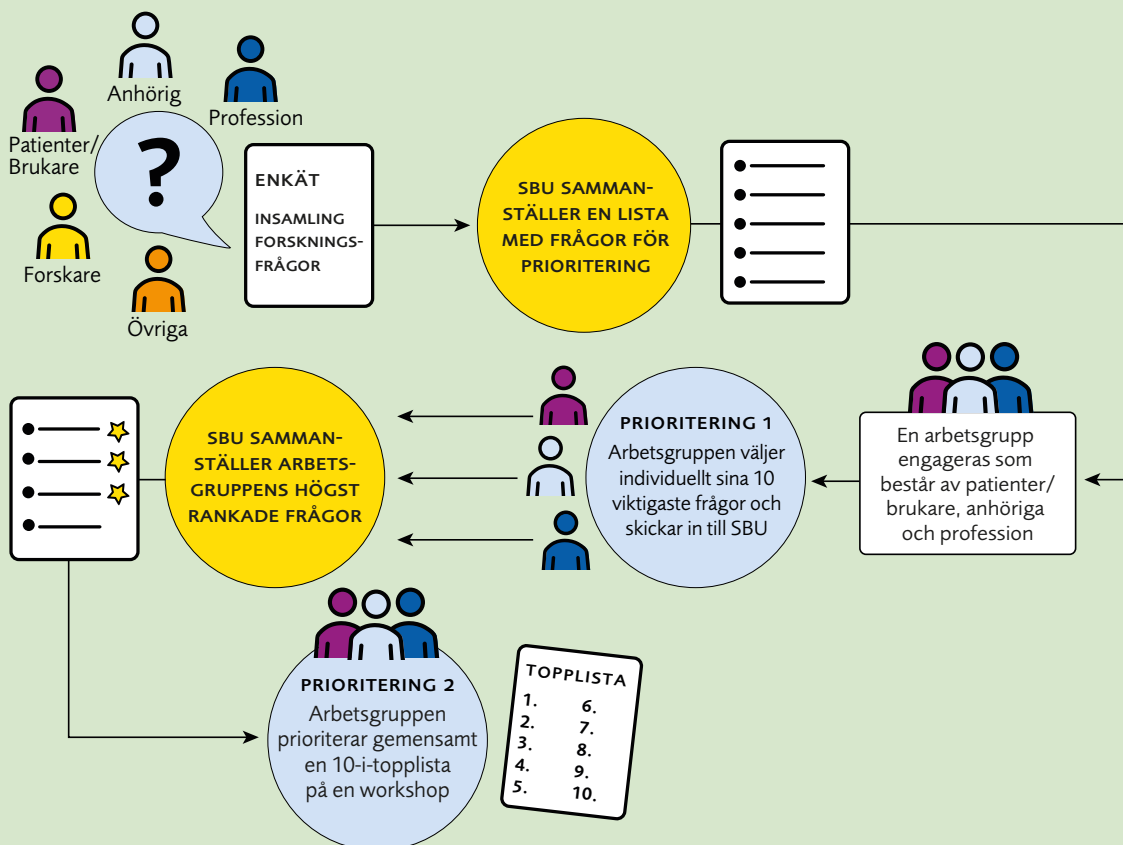 Anhörig
Profession
Patienter/
Brukare
?
Forskare
Övriga
ENKÄT
INSAMLING
FORSKNINGS-
FRÅGOR
SBU SAMMAN-
STÄLLER EN LISTA
MED FRÅGOR FÖR
PRIORITERING
En arbetsgrupp
engageras som
består av patienter/
brukare, anhöriga
och profession
PRIORITERING 1
Arbetsgruppen väljer
individuellt sina 10
viktigaste frågor och
skickar in till SBU
SBU SAMMAN-
STÄLLER ARBETS-
GRUPPENS HÖGST
RANKADE FRÅGOR
PRIORITERING 2
Arbetsgruppen
prioriterar gemensamt
en 10-i-topplista
på en workshop
TOPPLISTA
1.
2.
3.
4.
5.
6.
7.
8.
9.
10.